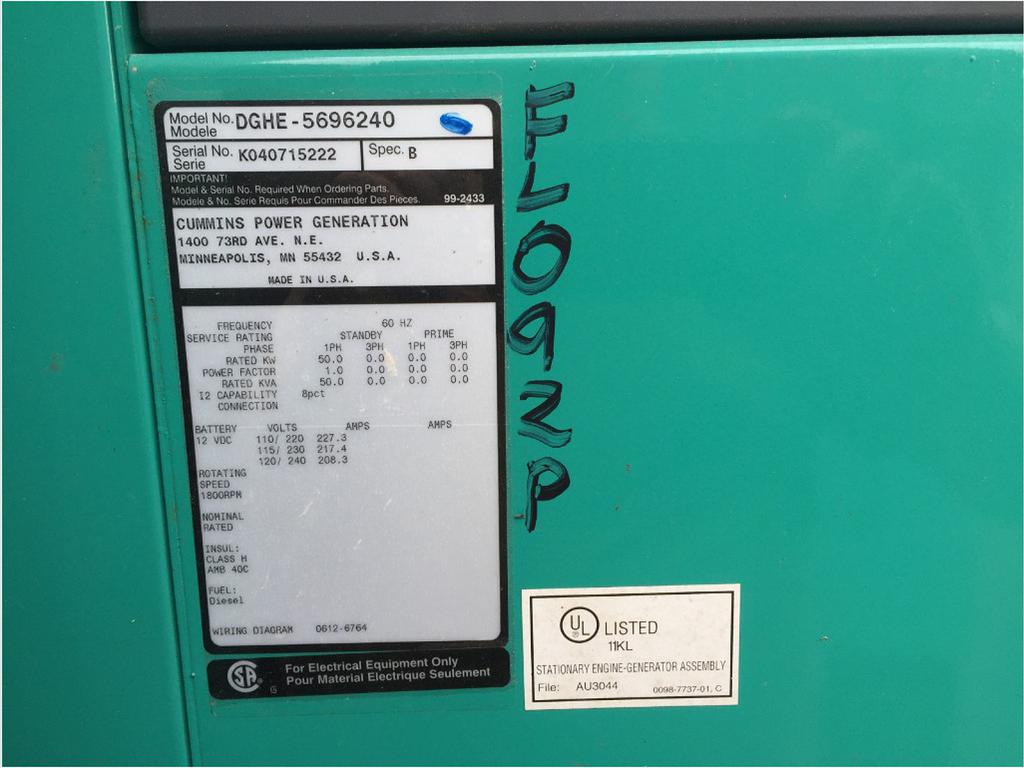 Model No. DGHE-5696240
Modele
Serial No. K040715222 Spec. B
Serie
IMPORTANT!
Model & Serial No. Required When Ordering Parts.
Modele & No. Serie Requis Pour Commander Des Pieces. 99-2433
CUMMINS POWER GENERATION
1400 73RD AVE. N.E.
MINNEAPOLIS, MN 55432 U.S.A.
MADE IN U.S.A.
FREQUENCY 60 HZ
SERVICE RATING STANDBY PRIME
PHASE 1PH 3PH 1PH 3PH
RATED KW 50.0 0.0 0.0 0.0
POWER FACTOR 1.0 0.0 0.0 0.0
RATED KVA 50.0 0.0 0.0 0.0
I2 CAPABILITY 8pct
CONNECTION
BATTERY VOLTS AMPS AMPS
12 VDC 110/ 220 227.3
115/ 230 217.4
120/ 240 208.3
ROTATING
SPEED
1800RPM
NOMINAL
RATED
INSUL:
CLASS H
AMB 40C
FUEL:
Diesel
WIRING DIAGRAM 0612-6764
SA G For Electrical Equipment Only
Pour Material Electrique Seulement
FL092P
UL ® LISTED
11KL
STATIONARY ENGINE-GENERATOR ASSEMBLY
File: AU3044 0098-7737-01, C